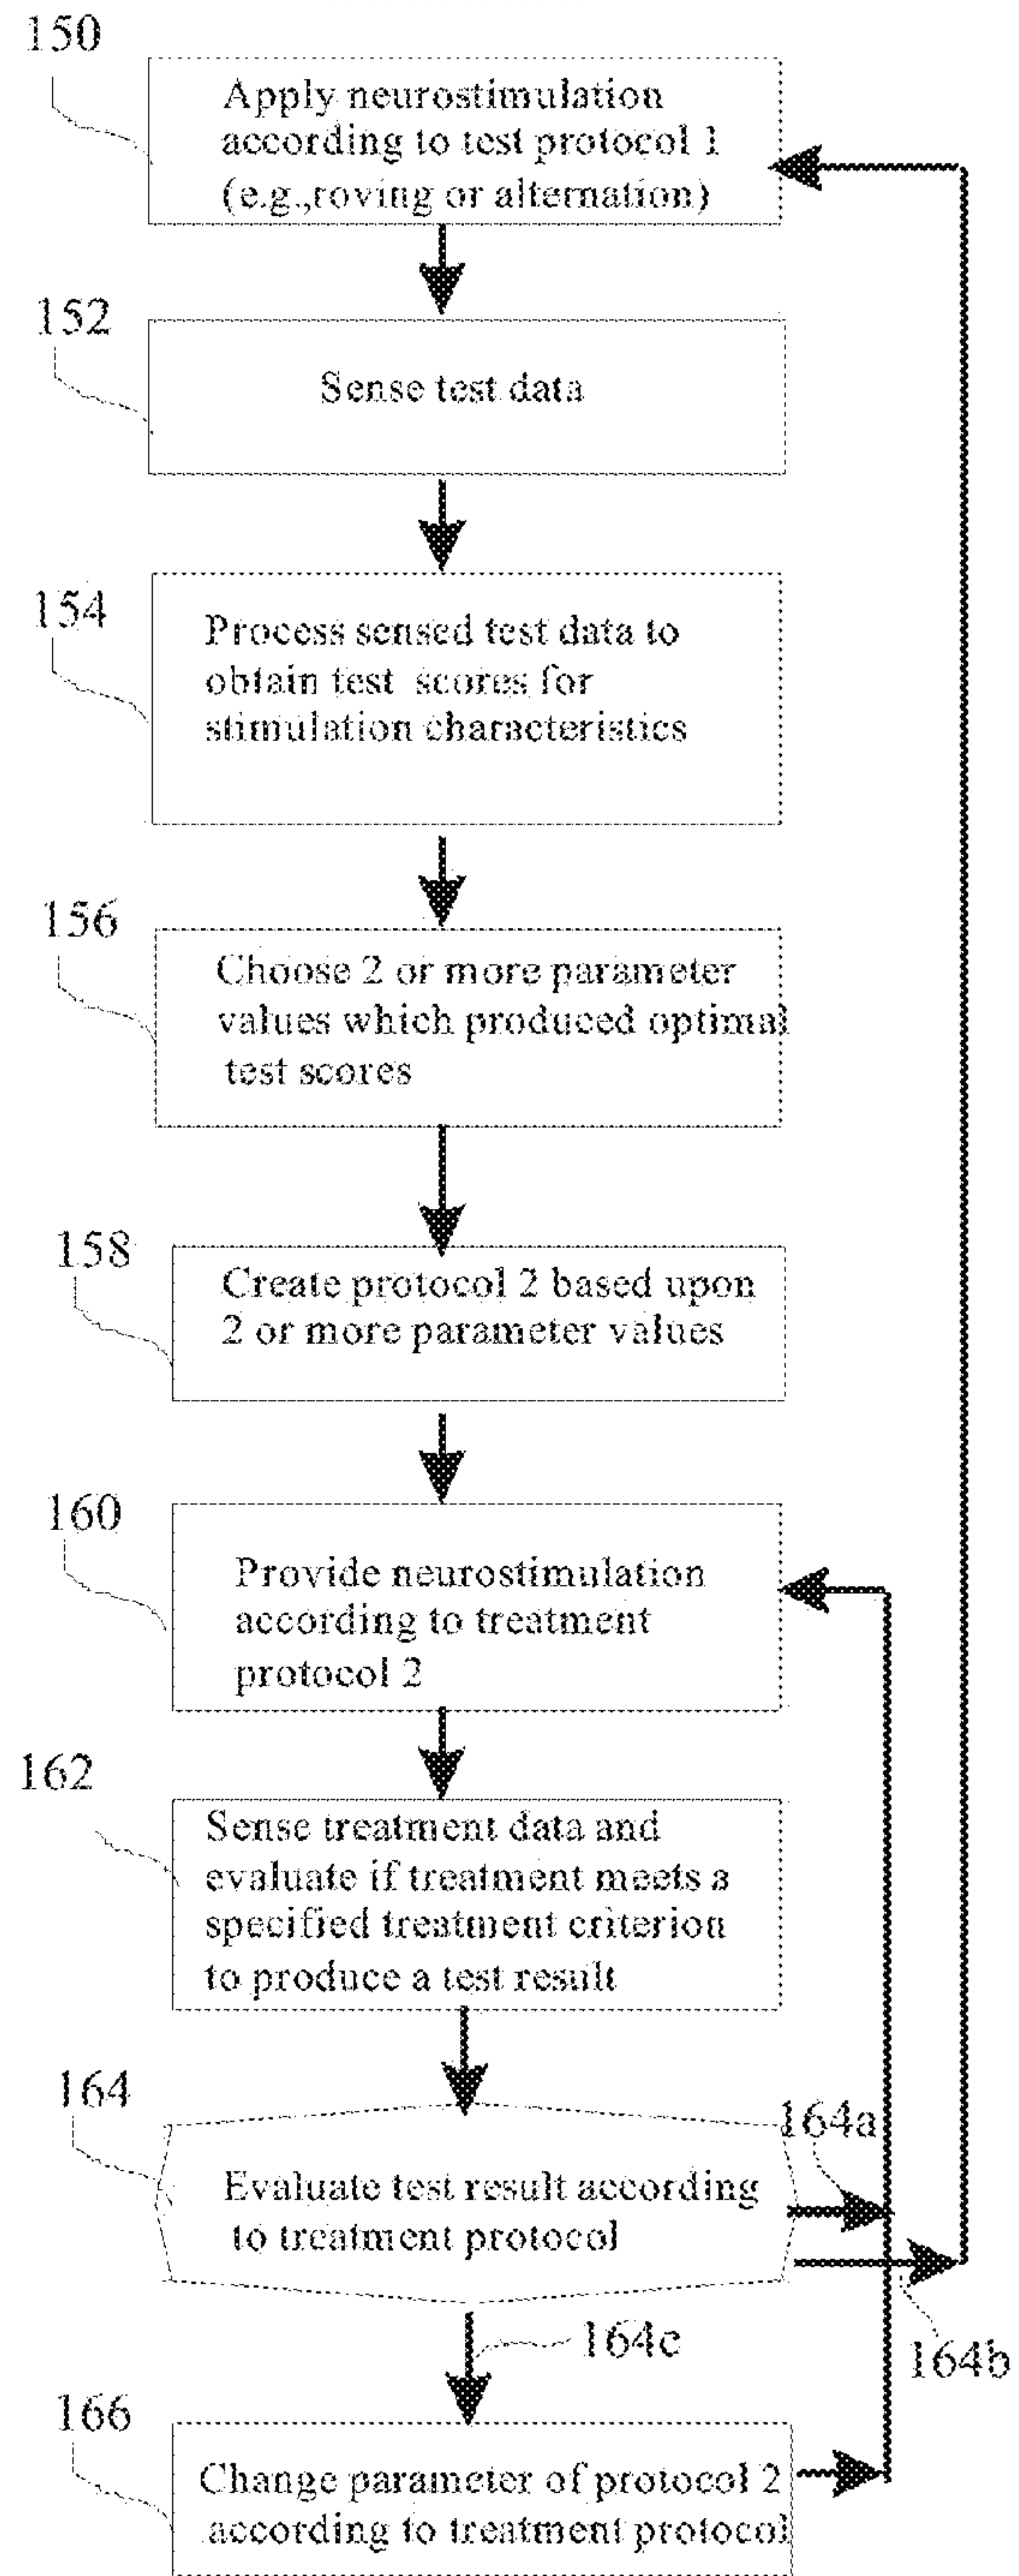 150
Apply neurostimulation
according to test protocol 1
(e.g.,roving or alternation)
152
Sense test data
154
Process sensed test data to
obtain test scores for
stimulation characteristics
156
Choose 2 or more parameter
values which produced optimal
test scores
158
Create protocol 2 based upon
2 or more parameter values
160
Provide neurostimulation
according to treatment
protocol 2
162
Sense treatment data and
evaluate if treatment meets a
specified treatment criterion
to produce a test result
164
164a
Evaluate test result according
to treatment protocol
164c
164b
166
Change parameter of protocol 2
according to treatment protocol